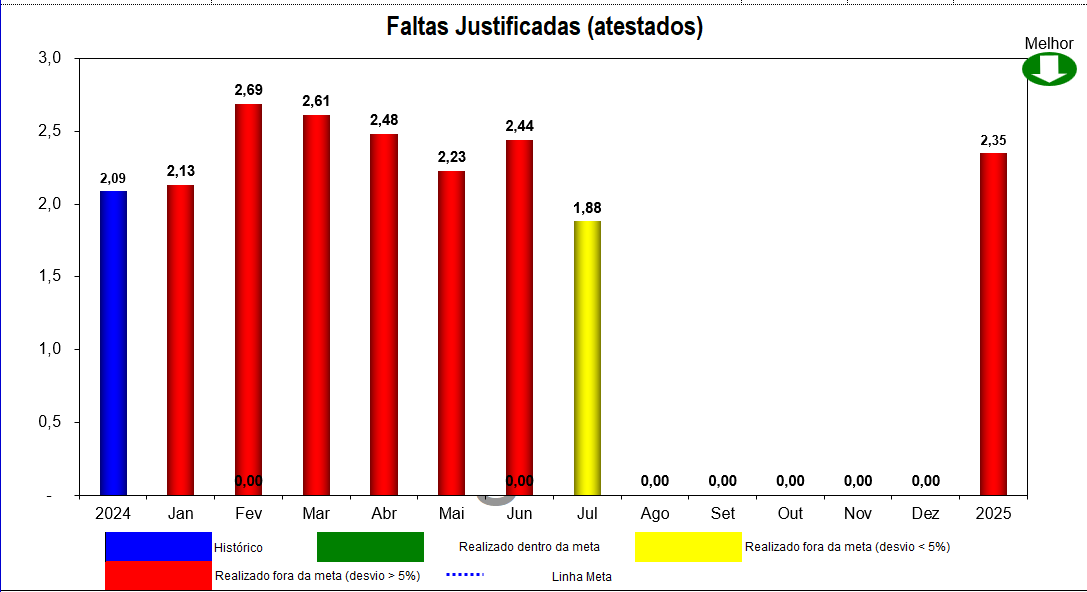 Faltas Justificadas (atestados)
Melhor
3,0
2,5
2,0
1,5
1,0
0,5
-
2,09
2,13
2,69
2,61
2,48
2,23
2,44
1,88
2,35
0,00
0,00
0,00
0,00
0,00
0,00
0,00
2024 Jan Fev Mar Abr Mai Jun Jul Ago Set Out Nov Dez 2025
Histórico
Realizado dentro da meta
Realizado fora da meta (desvio < 5%)
Realizado fora da meta (desvio > 5%)
Linha Meta